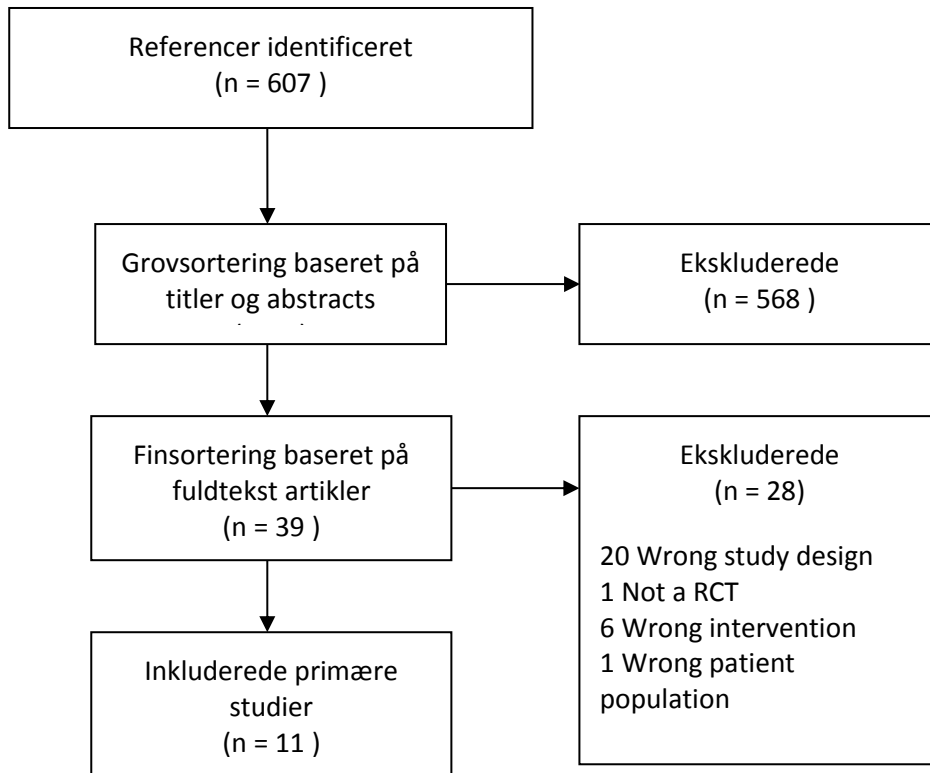 Referencer identificeret
(n = 607 )
Grovsortering baseret på
titler og abstracts
Ekskluderede
(n = 568 )
Finsortering baseret på
fuldtekst artikler
(n = 39 )
Ekskluderede
(n = 28)
20 Wrong study design
1 Not a RCT
6 Wrong intervention
1 Wrong patient
population
Inkluderede primære
studier
(n = 11 )